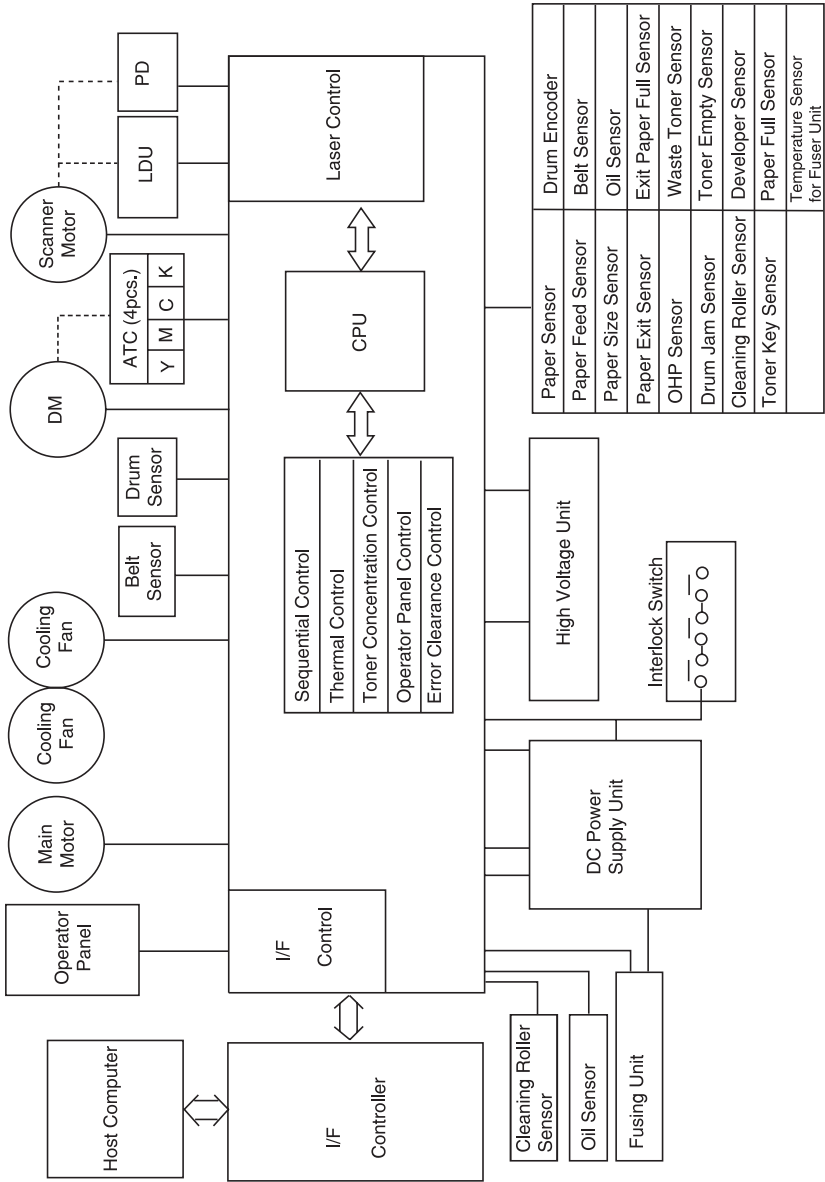 Host Computer
I/F
Controller
Operator
Panel
Main
Motor
Cooling
Fan
Cooling
Fan
Belt
Sensor
Drum
Sensor
DM
ATC (4pcs.)
Y M C K
Scanner
Motor
LDU
PD
I/F
Control
Sequential Control
Thermal Control
Toner Concentration Control
Operator Panel Control
Error Clearance Control
CPU
Laser Control
Cleaning Roller
Sensor
Oil Sensor
Fusing Unit
DC Power
Supply Unit
Interlock Switch
High Voltage Unit
Paper Sensor Drum Encoder
Paper Feed Sensor Belt Sensor
Paper Size Sensor Oil Sensor
Paper Exit Sensor Exit Paper Full Sensor
OHP Sensor Waste Toner Sensor
Drum Jam Sensor Toner Empty Sensor
Cleaning Roller Sensor Developer Sensor
Toner Key Sensor Paper Full Sensor
Temperature Sensor
for Fuser Unit